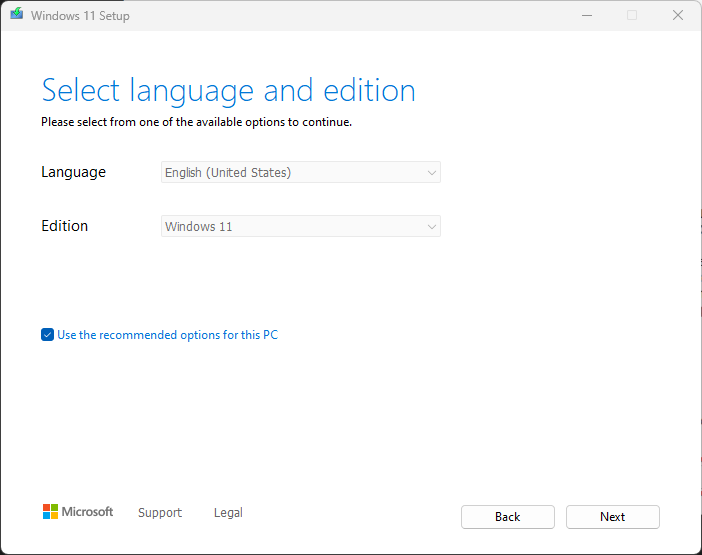 Windows 11 Setup
Select language and edition
Please select from one of the available options to continue.
Language English (United States)
Edition Windows 11
Use the recommended options for this PC
Microsoft Support Legal Back Next